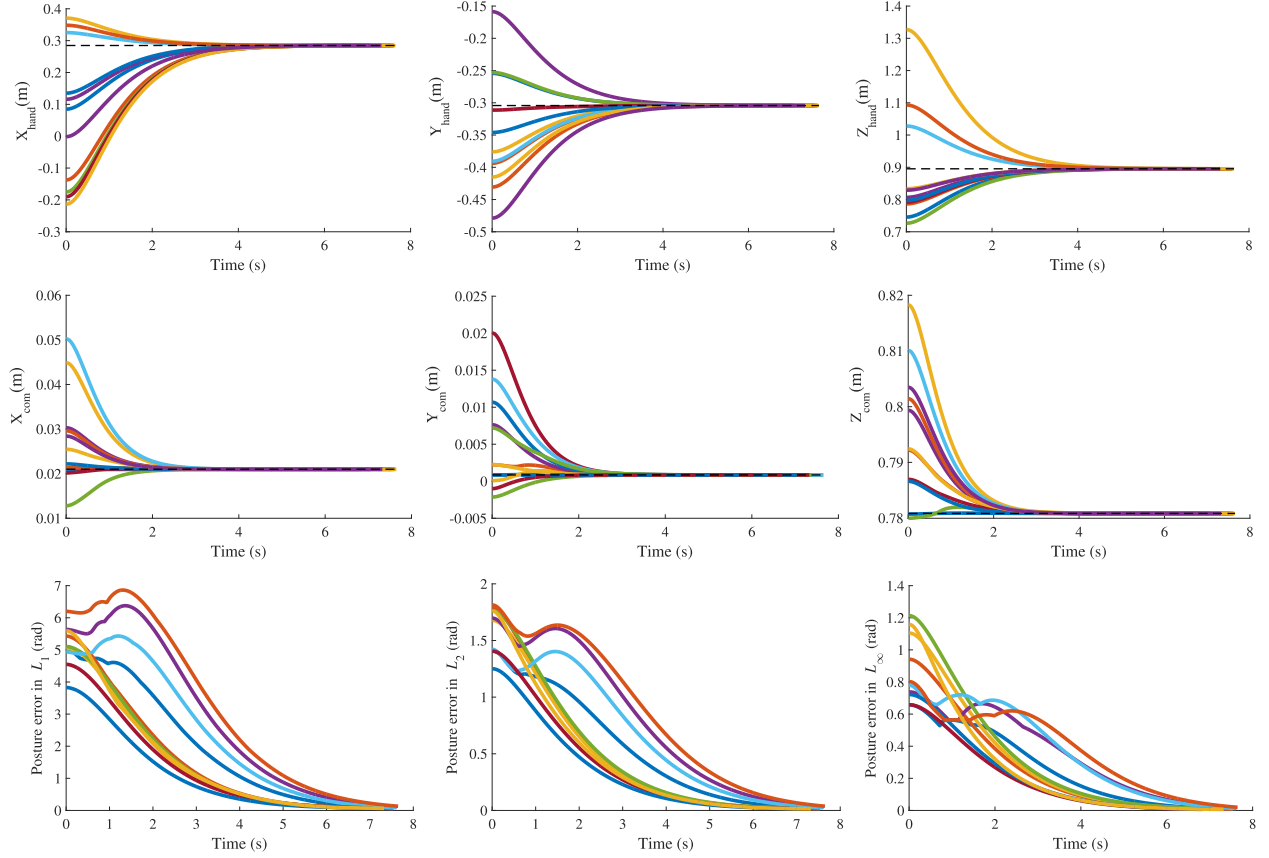 0.4
0.3
0.2
0.1
0
-0.1
-0.2
-0.3
X_hand(m)
0 2 4 6 8
Time (s)
-0.15
-0.2
-0.25
-0.3
-0.35
-0.4
-0.45
-0.5
Y_hand(m)
0 2 4 6 8
Time (s)
1.4
1.3
1.2
1.1
1
0.9
0.8
0.7
Z_hand(m)
0 2 4 6 8
Time (s)
0.06
0.05
0.04
0.03
0.02
0.01
X_com(m)
0 2 4 6 8
Time (s)
0.025
0.02
0.015
0.01
0.005
0
-0.005
Y_com(m)
0 2 4 6 8
Time (s)
0.82
0.81
0.8
0.79
0.78
Z_com(m)
0 2 4 6 8
Time (s)
7
6
5
4
3
2
1
0
Posture error in L_1 (rad)
0 1 2 3 4 5 6 7 8
Time (s)
2
1.5
1
0.5
0
Posture error in L_2 (rad)
0 1 2 3 4 5 6 7 8
Time (s)
1.4
1.2
1
0.8
0.6
0.4
0.2
0
Posture error in L_∞ (rad)
0 2 4 6 8
Time (s)